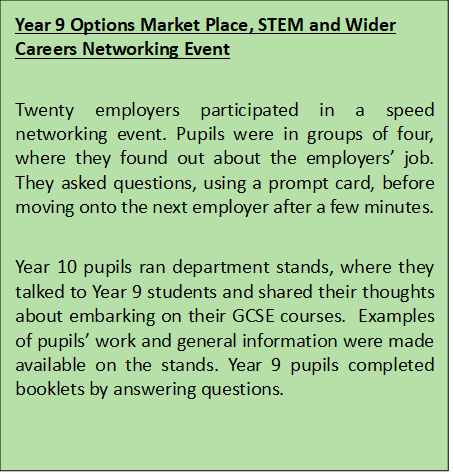 Year 9 Options Market Place, STEM and Wider
Careers Networking Event
Twenty employers participated in a speed
networking event. Pupils were in groups of four,
where they found out about the employers’ job.
They asked questions, using a prompt card, before
moving onto the next employer after a few minutes.
Year 10 pupils ran department stands, where they
talked to Year 9 students and shared their thoughts
about embarking on their GCSE courses.  Examples
of pupils’ work and general information were made
available on the stands. Year 9 pupils completed
booklets by answering questions.